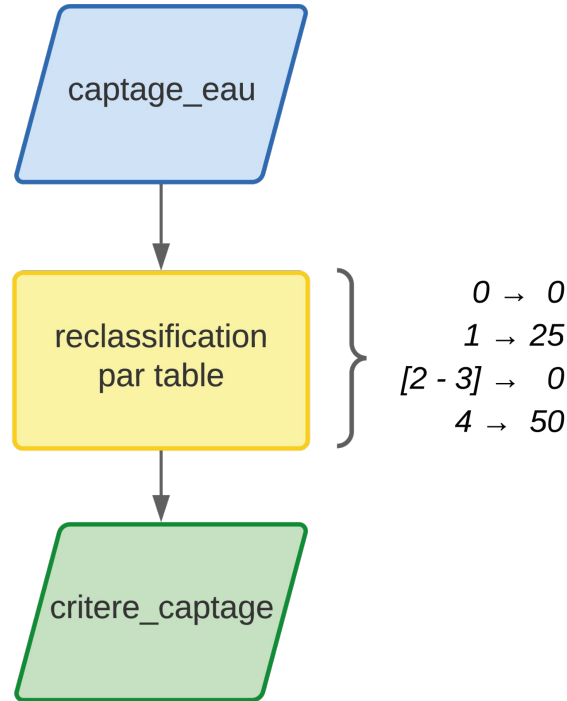 captage_eau
reclassification
par table
0 → 0
1 → 25
[2 - 3] → 0
4 → 50
critere_captage